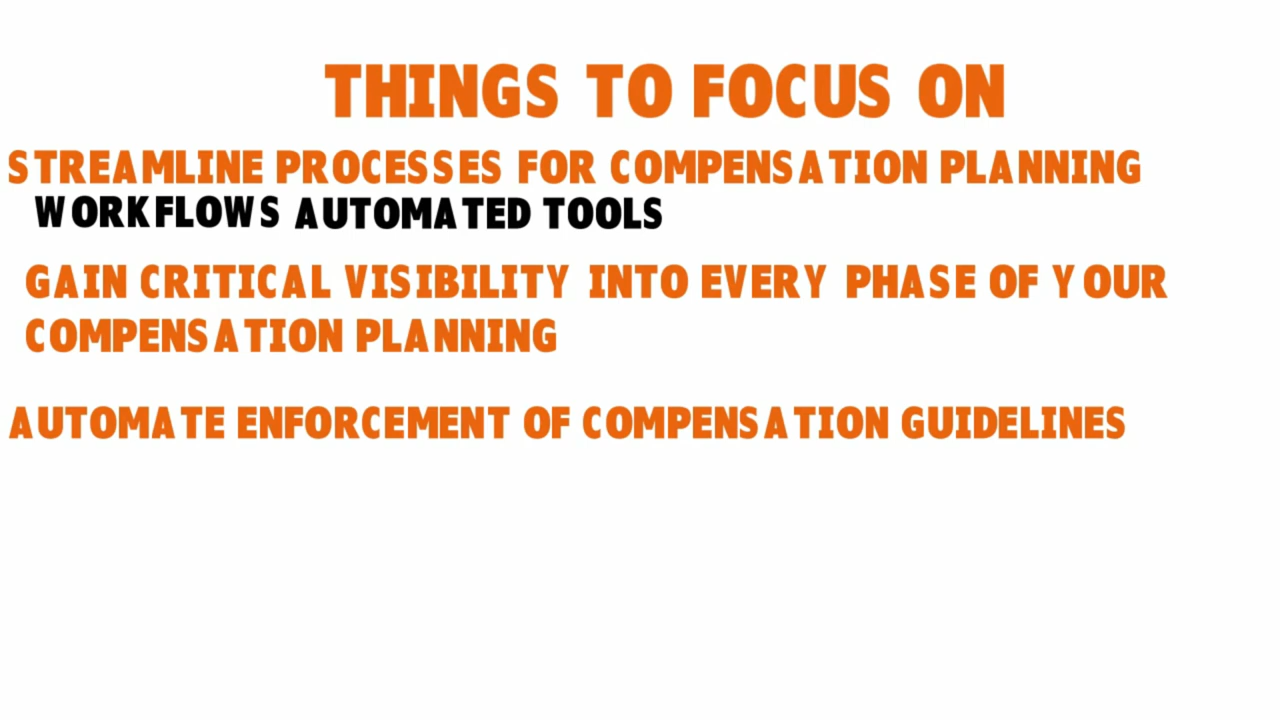 THINGS TO FOCUS ON
STREAMLINE PROCESSES FOR COMPENSATION PLANNING
WORKFLOWS AUTOMATED TOOLS
GAIN CRITICAL VISIBILITY INTO EVERY PHASE OF YOUR
COMPENSATION PLANNING
AUTOMATE ENFORCEMENT OF COMPENSATION GUIDELINES